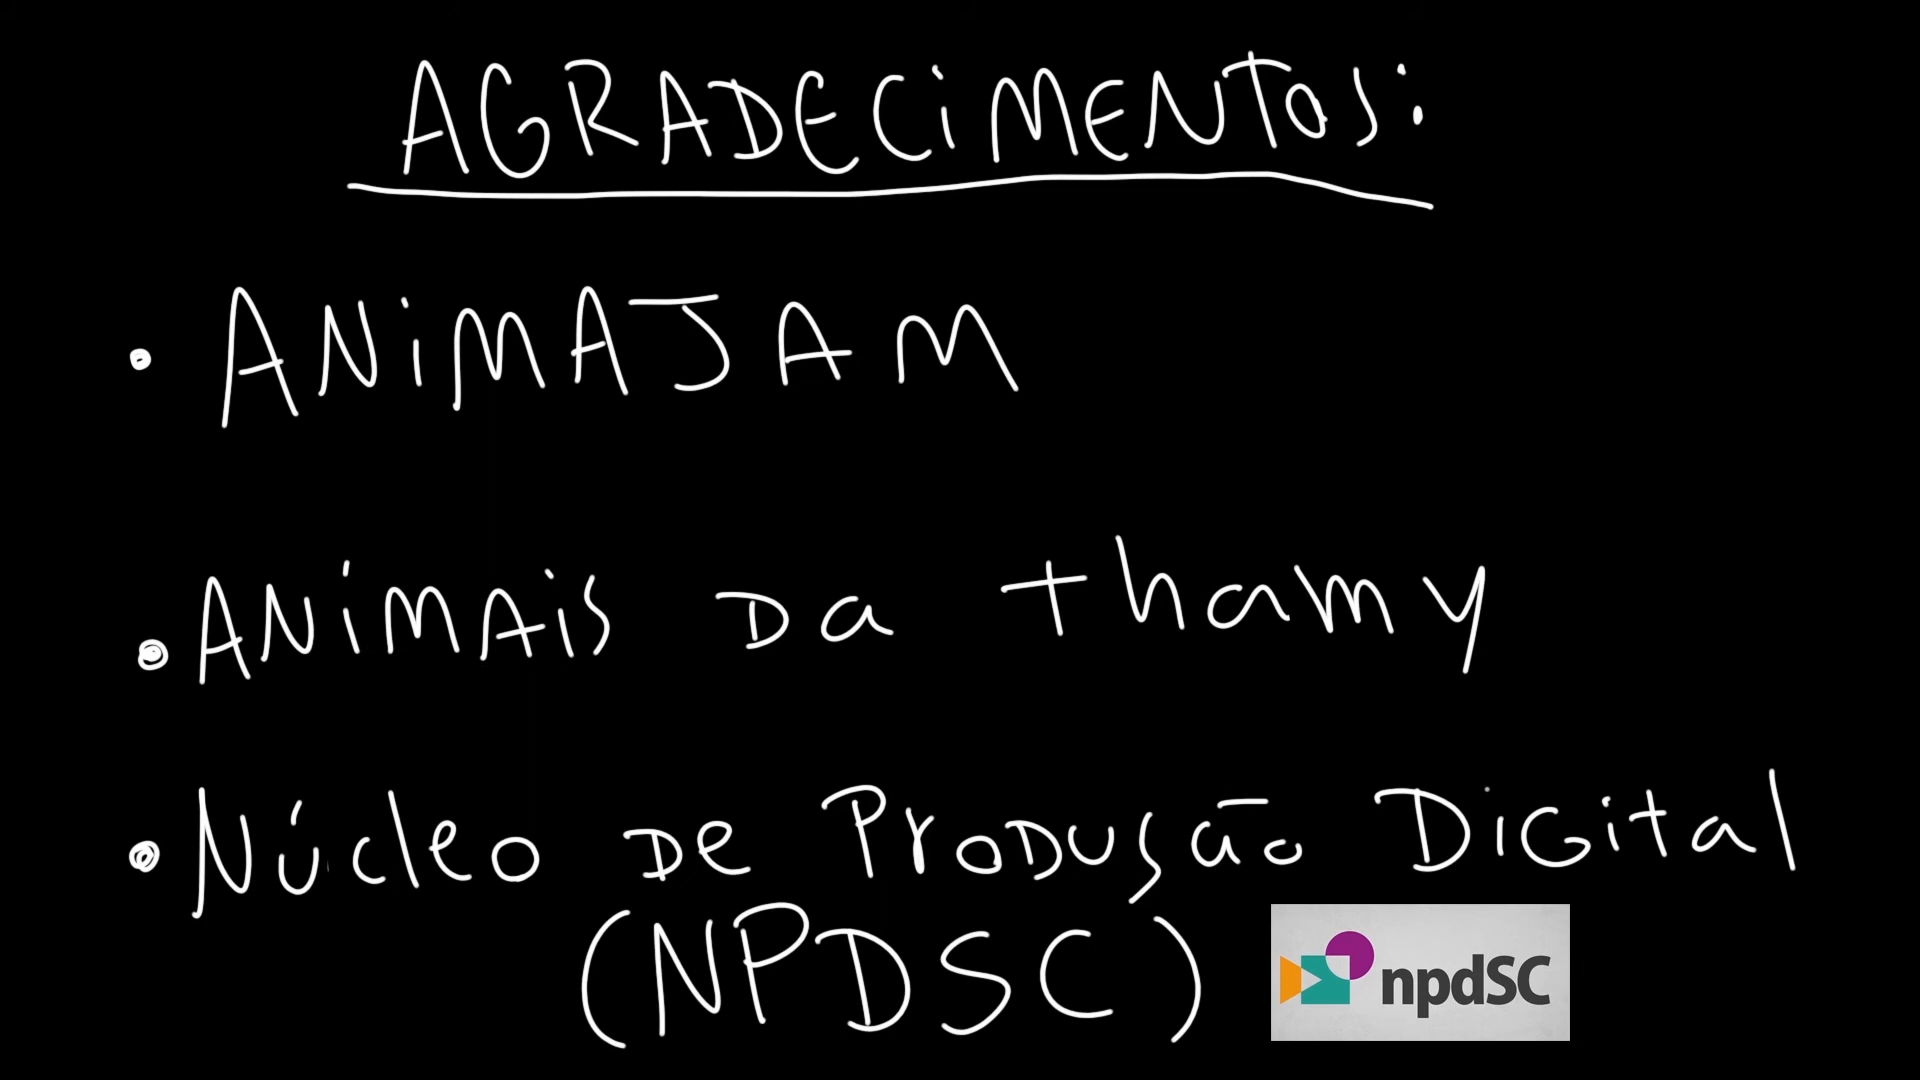 AGRADECiMENTOS:
• ANiMAJAM
• ANiMAiS DA thamy
• Núcleo DE Produção DIGital
(NPDSC)
npdSC